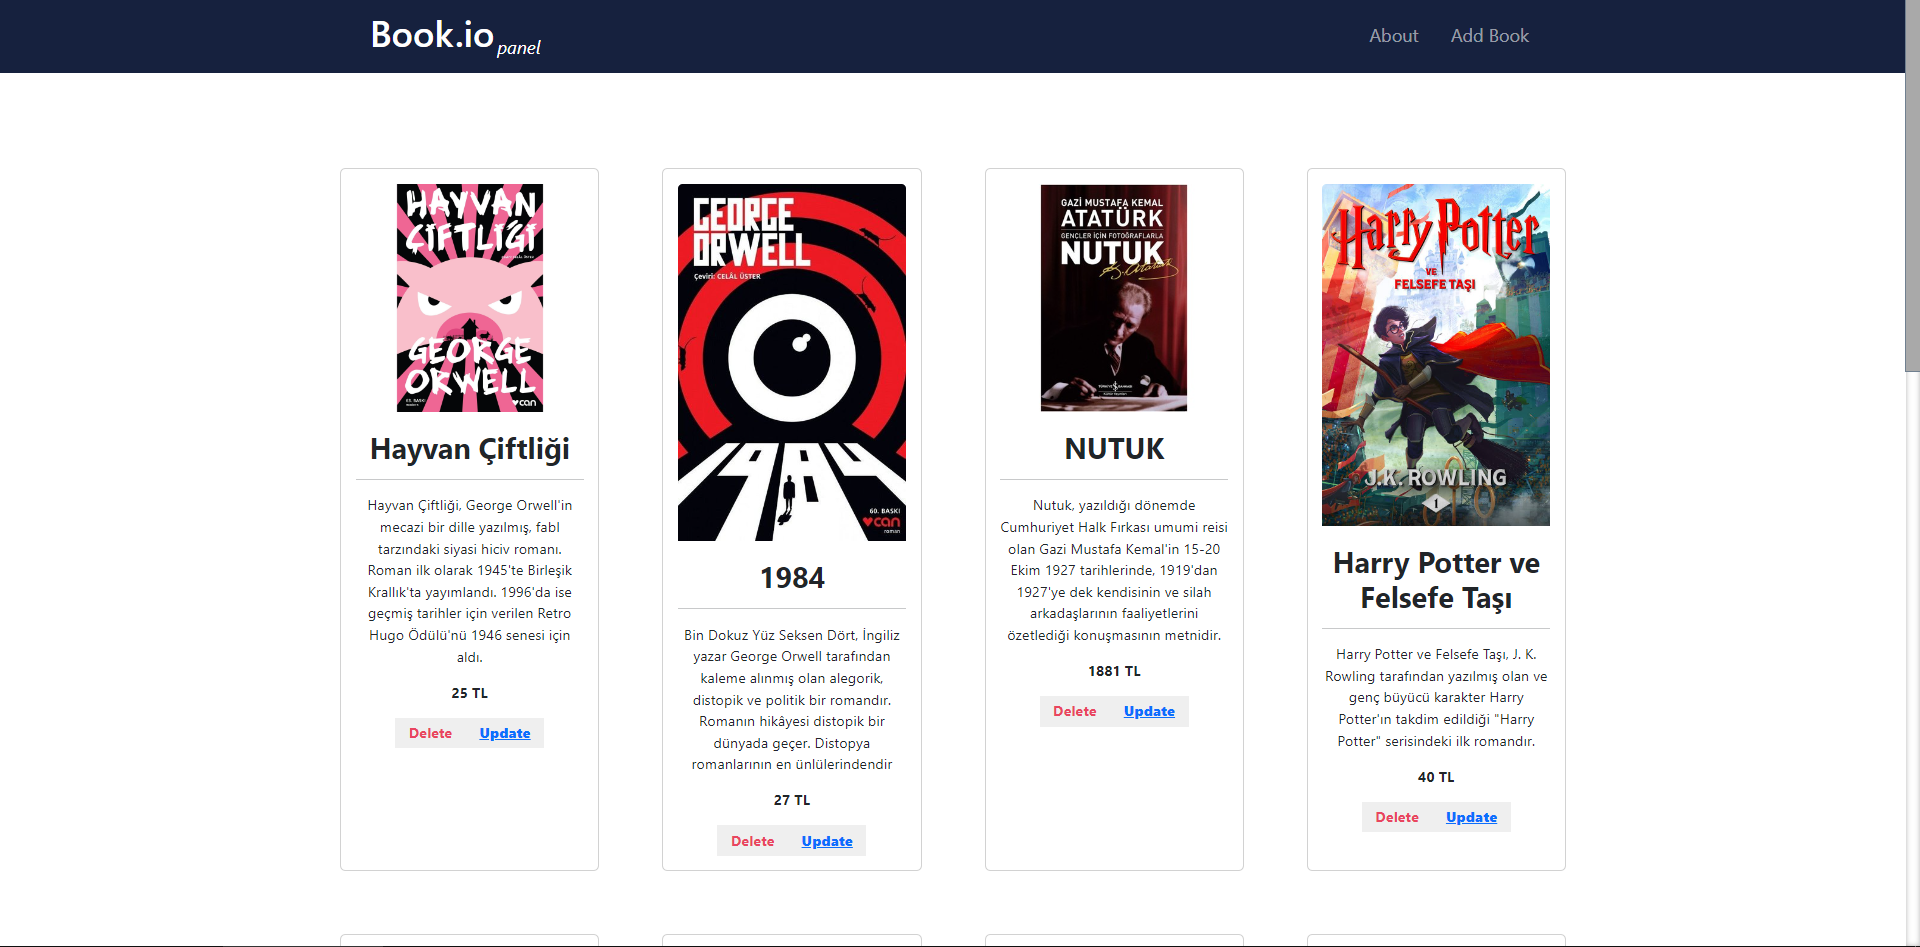 Book.io panel
About
Add Book
HAYVAN
ÇİFTLİĞİ
GEORGE
ORWELL
can
Hayvan Çiftliği
Hayvan Çiftliği, George Orwell'in
mecazi bir dille yazılmış, fabl
tarzındaki siyasi hiciv romanı.
Roman ilk olarak 1945'te Birleşik
Krallık'ta yayımlandı. 1996'da ise
geçmiş tarihler için verilen Retro
Hugo Ödülü'nü 1946 senesi için
aldı.
25 TL
Delete
Update
GEORGE
ORWELL
Çeviri: CELÂL ÜSTER
1984
60. BASKI
can
roman
1984
Bin Dokuz Yüz Seksen Dört, İngiliz
yazar George Orwell tarafından
kaleme alınmış olan alegorik,
distopik ve politik bir romandır.
Romanın hikâyesi distopik bir
dünyada geçer. Distopya
romanlarının en ünlülerindendir
27 TL
Delete
Update
GAZİ MUSTAFA KEMAL
ATATÜRK
GENÇLER İÇİN FOTOĞRAFLARLA
NUTUK
NUTUK
Nutuk, yazıldığı dönemde
Cumhuriyet Halk Fırkası umumi reisi
olan Gazi Mustafa Kemal'in 15-20
Ekim 1927 tarihlerinde, 1919'dan
1927'ye dek kendisinin ve silah
arkadaşlarının faaliyetlerini
özetlediği konuşmasının metnidir.
1881 TL
Delete
Update
Harry Potter
VE
FELSEFE TAŞI
J.K. ROWLING
1
Harry Potter ve
Felsefe Taşı
Harry Potter ve Felsefe Taşı, J. K.
Rowling tarafından yazılmış olan ve
genç büyücü karakter Harry
Potter'ın takdim edildiği "Harry
Potter" serisindeki ilk romandır.
40 TL
Delete
Update